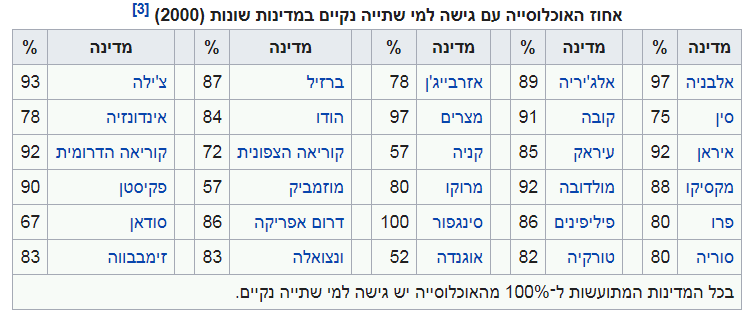 אחוז האוכלוסייה עם גישה למי שתייה נקיים במדינות שונות (2000) [3]
מדינה % מדינה % מדינה % מדינה % מדינה %
אלבניה 97 אלג'יריה 89 אזרבייג'ן 78 ברזיל 87 צ'ילה 93
סין 75 קובה 91 מצרים 97 הודו 84 אינדונזיה 78
איראן 92 עיראק 85 קניה 57 קוריאה הצפונית 72 קוריאה הדרומית 92
מקסיקו 88 מולדובה 92 מרוקו 80 מוזמביק 57 פקיסטן 90
פרו 80 פיליפינים 86 סינגפור 100 דרום אפריקה 86 סודאן 67
סוריה 80 טורקיה 82 אוגנדה 52 ונצואלה 83 זימבבווה 83
בכל המדינות המתועשות ל-100% מהאוכלוסייה יש גישה למי שתייה נקיים.